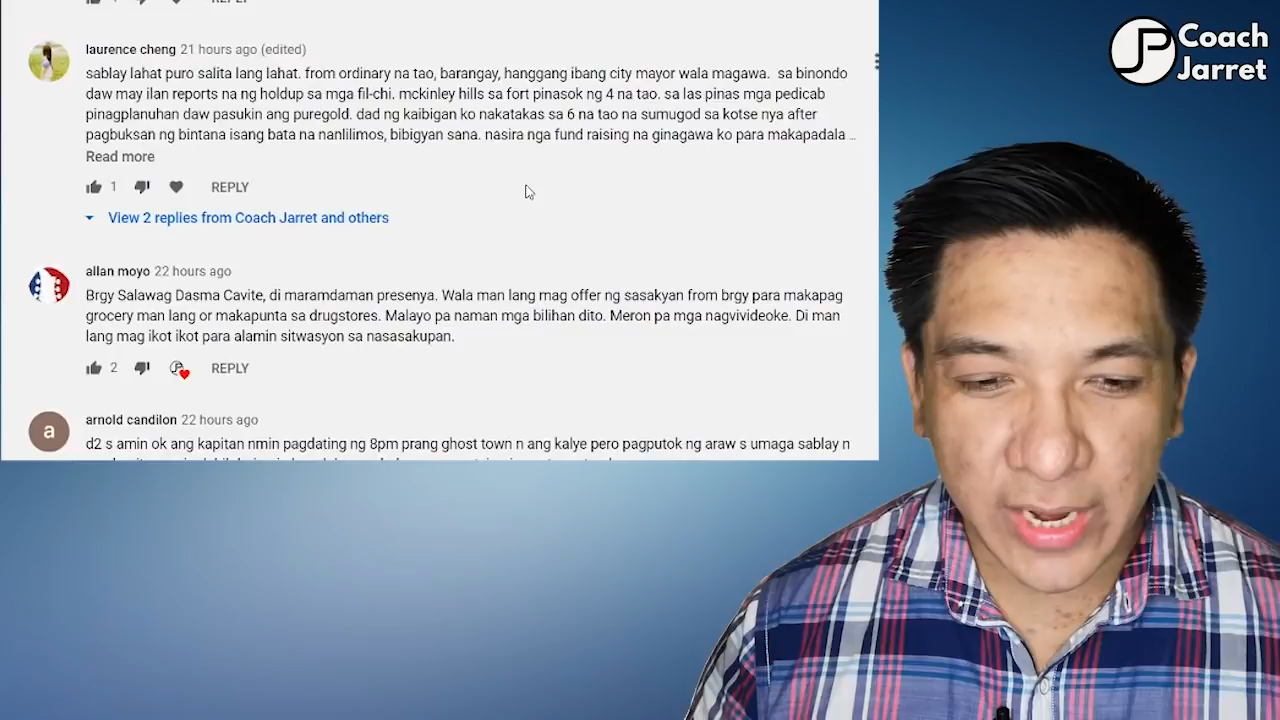 REPLY
laurence cheng 21 hours ago (edited)
sablay lahat puro salita lang lahat. from ordinary na tao, barangay, hanggang ibang city mayor wala magawa. sa binondo
daw may ilan reports na ng holdup sa mga fil-chi. mckinley hills sa fort pinasok ng 4 na tao. sa las pinas mga pedicab
pinagplanuhan daw pasukin ang puregold. dad ng kaibigan ko nakatakas sa 6 na tao na sumugod sa kotse nya after
pagbuksan ng bintana isang bata na nanlilimos, bibigyan sana. nasira nga fund raising na ginagawa ko para makapadala ...
Read more
1 REPLY
View 2 replies from Coach Jarret and others
allan moyo 22 hours ago
Brgy Salawag Dasma Cavite, di maramdaman presenya. Wala man lang mag offer ng sasakyan from brgy para makapag
grocery man lang or makapunta sa drugstores. Malayo pa naman mga bilihan dito. Meron pa mga nagvivideoke. Di man
lang mag ikot ikot para alamin sitwasyon sa nasasakupan.
2 REPLY
a
arnold candilon 22 hours ago
d2 s amin ok ang kapitan nmin pagdating ng 8pm prang ghost town n ang kalye pero pagputok ng araw s umaga sablay n
JP
Coach
Jarret